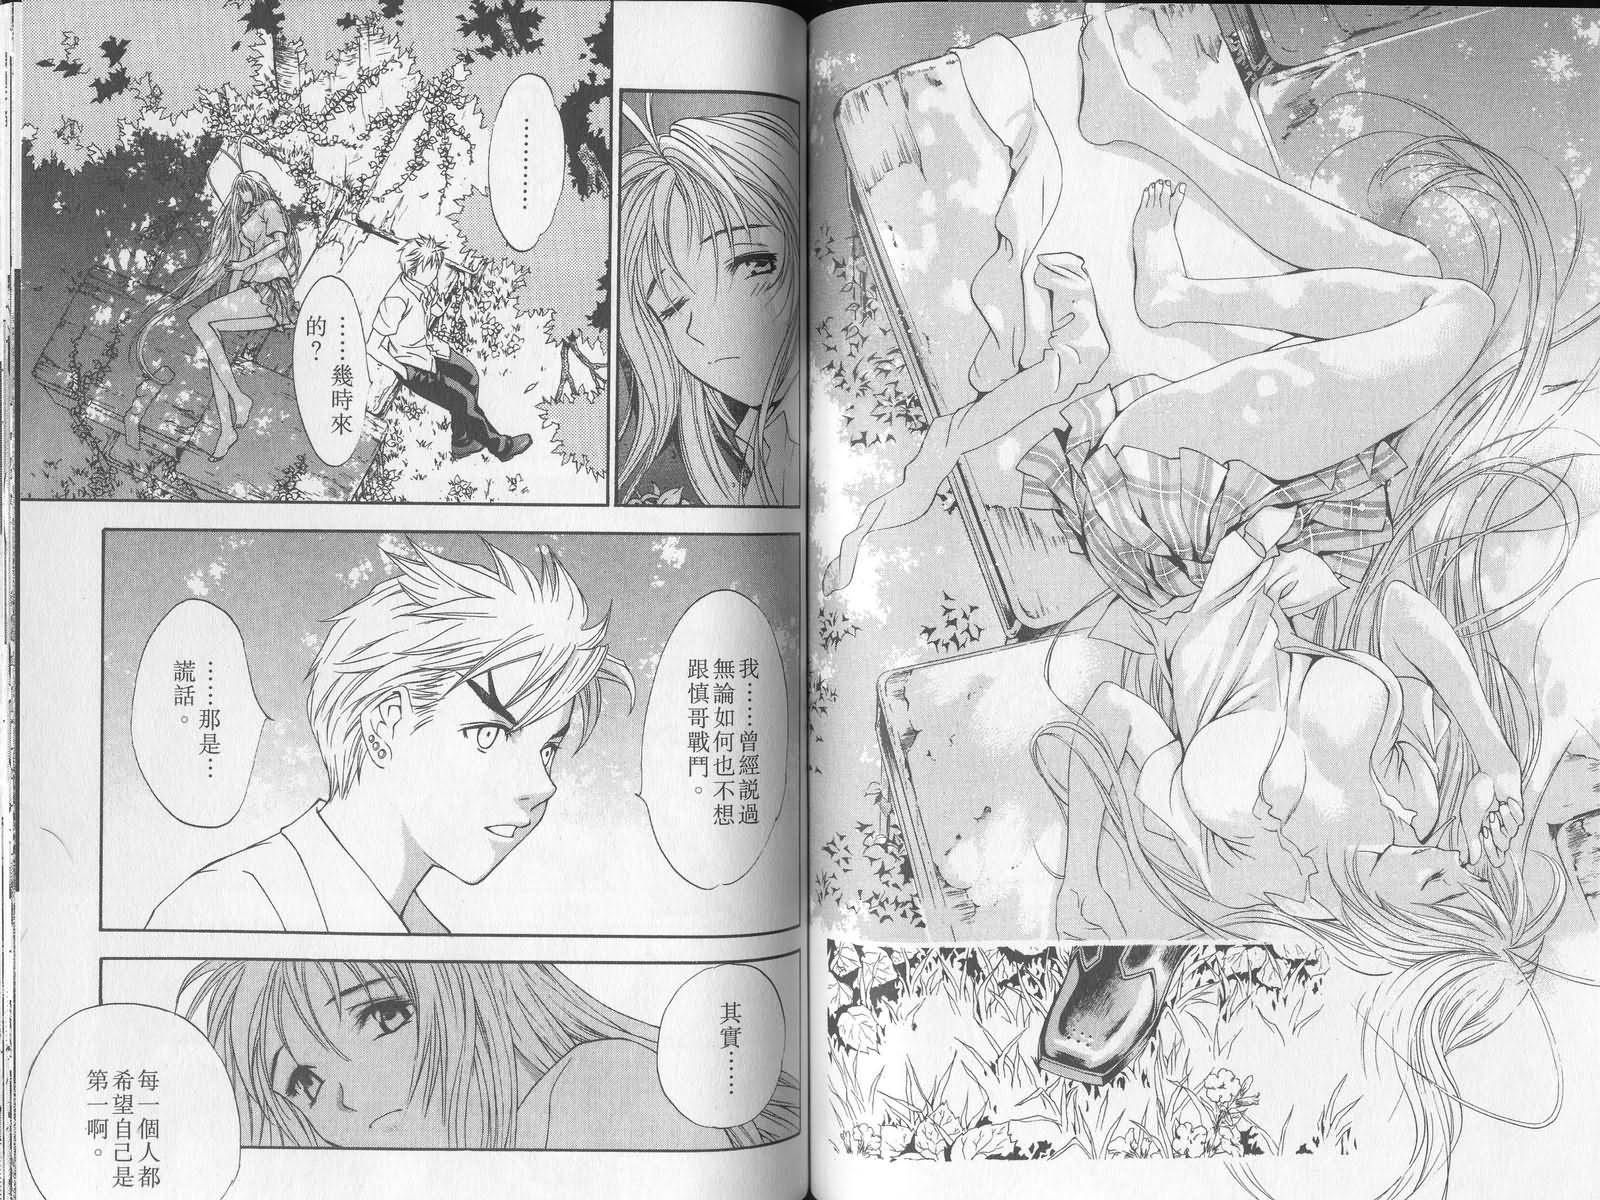 …………
……幾時來
的？
我……曾經説過
無論如何也不想
跟慎哥戰鬥。
……那是…
謊話。
其實……
每一個人都
希望自己是
第一啊。